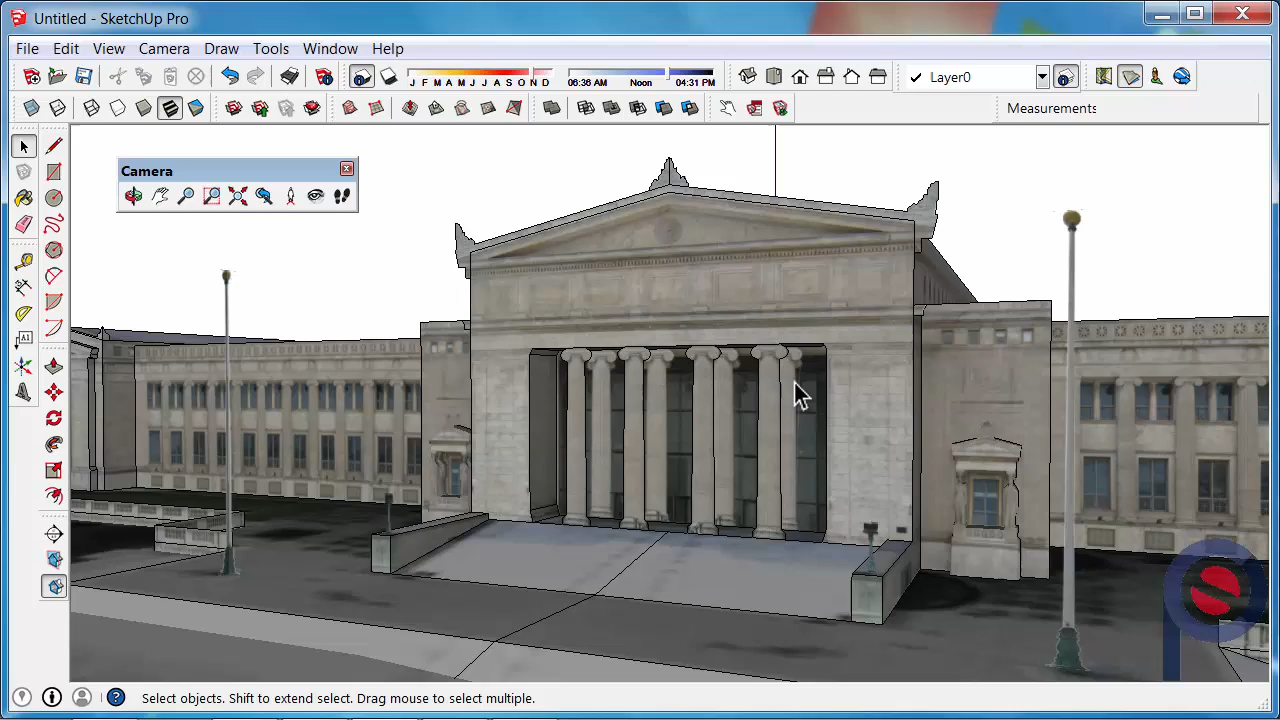 Untitled - SketchUp Pro
File Edit View Camera Draw Tools Window Help
J F M A M J J A S O N D
06:36 AM Noon 04:31 PM
Layer0
Measurements
Camera
A1
Select objects. Shift to extend select. Drag mouse to select multiple.